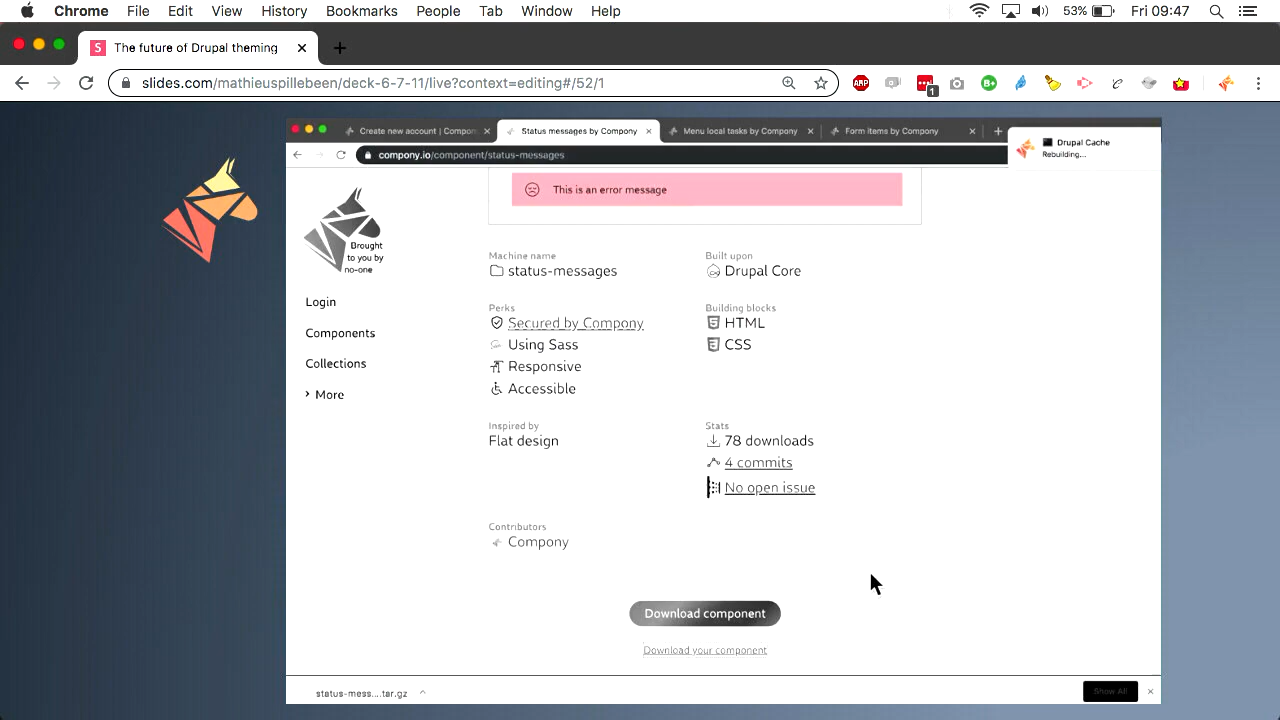 Chrome File Edit View History Bookmarks People Tab Window Help 53% Fri 09:47
S The future of Drupal theming
slides.com/mathieuspillebeen/deck-6-7-11/live?context=editing#/52/1
ABP 1 B+
Create new account | Compon
Status messages by Compony
Menu local tasks by Compony
Form items by Compony
compony.io/component/status-messages
Drupal Cache
Rebuilding...
This is an error message
Brought
to you by
no-one
Login
Components
Collections
More
Machine name
status-messages
Built upon
Drupal Core
Perks
Secured by Compony
Using Sass
Responsive
Accessible
Building blocks
HTML
CSS
Inspired by
Flat design
Stats
78 downloads
4 commits
No open issue
Contributors
Compony
Download component
Download your component
status-mess....tar.gz
Show All